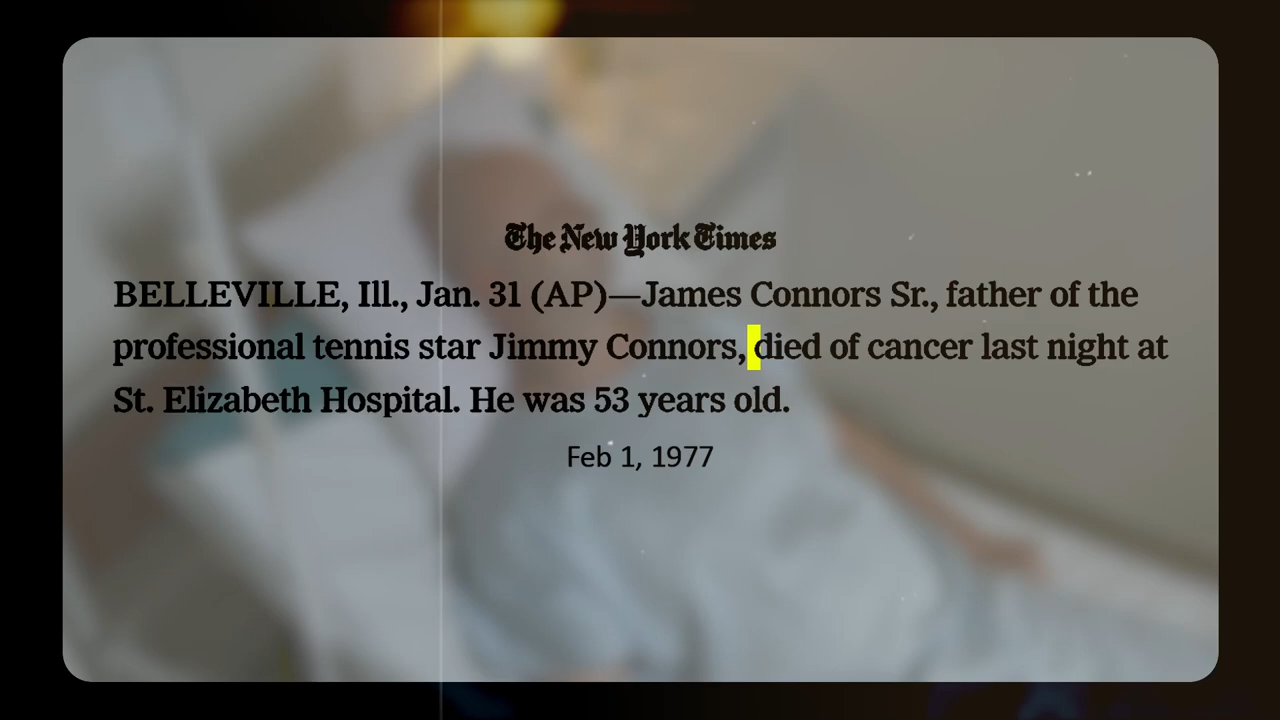 The New York Times
BELLEVILLE, Ill., Jan. 31 (AP)—James Connors Sr., father of the
professional tennis star Jimmy Connors, died of cancer last night at
St. Elizabeth Hospital. He was 53 years old.
Feb 1, 1977